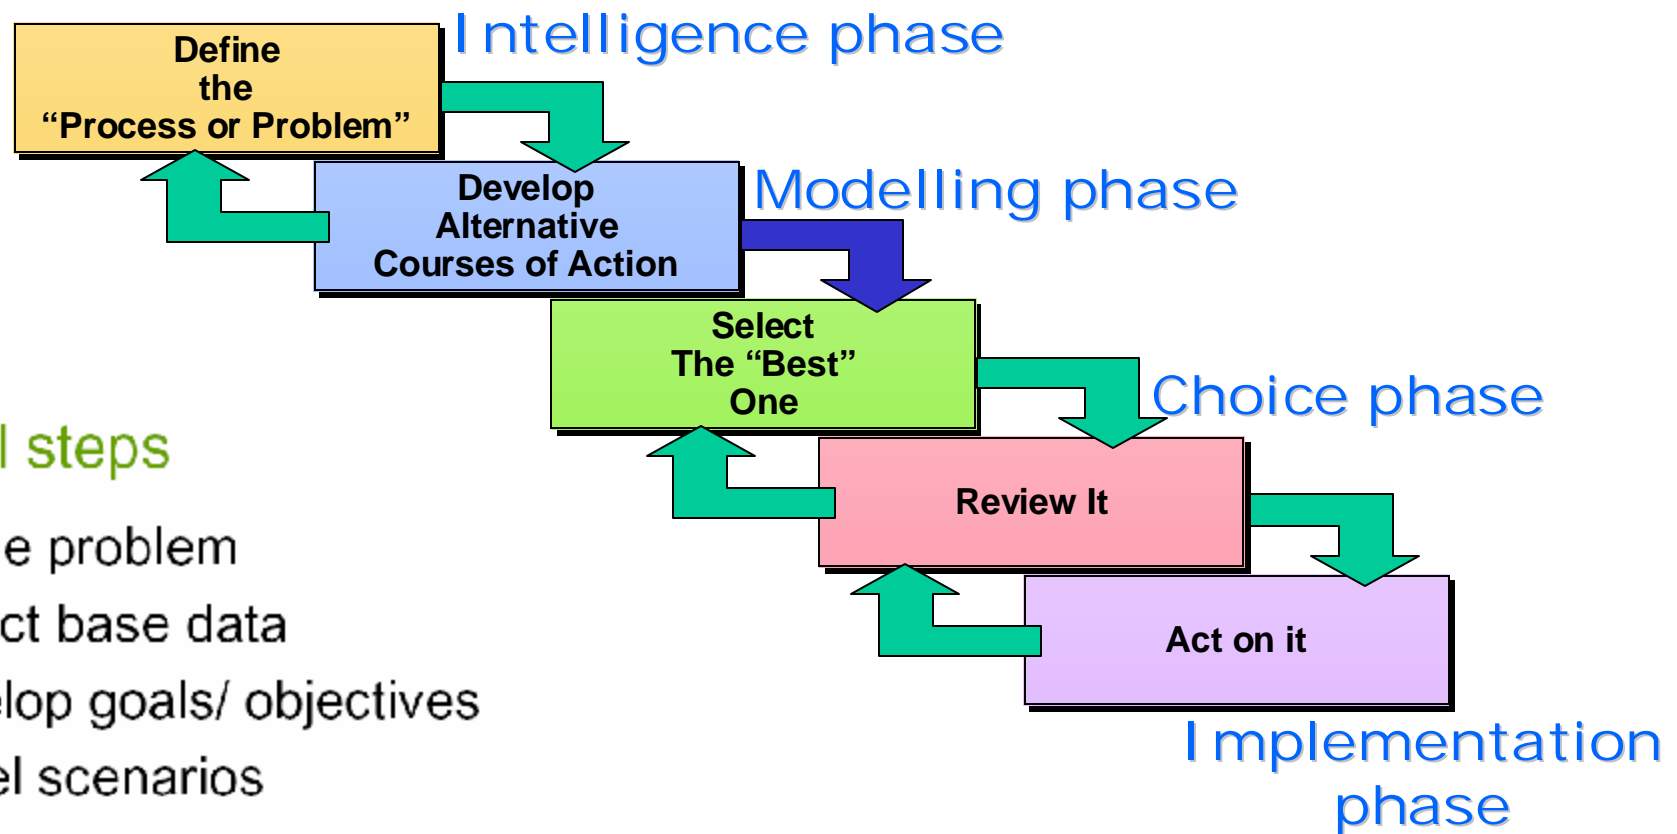 Intelligence phase
Define
the
“Process or Problem”
Modelling phase
Develop
Alternative
Courses of Action
Select
The “Best”
One
Choice phase
Review It
Act on it
Implementation
phase
l steps
e problem
ct base data
lop goals/ objectives
el scenarios